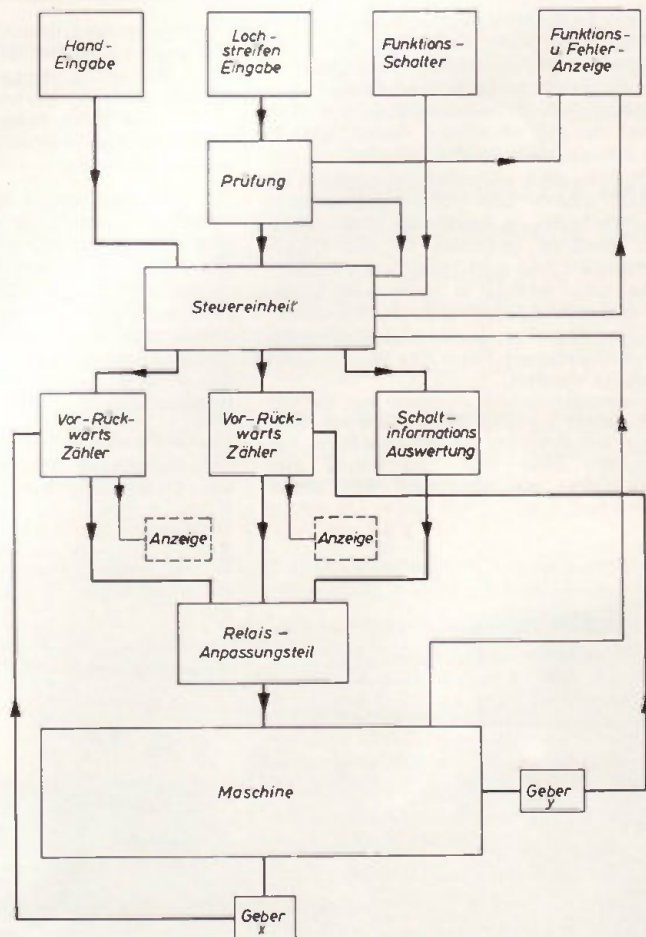 Hand-
Eingabe
Loch-
streifen
Eingabe
Funktions-
Schalter
Funktions-
u. Fehler-
Anzeige
Prüfung
Steuereinheit
Vor-Rück-
wärts
Zähler
Vor-Rück-
wärts
Zähler
Schalt-
informations
Auswertung
Anzeige
Anzeige
Relais-
Anpassungsteil
Maschine
Geber
y
Geber
x